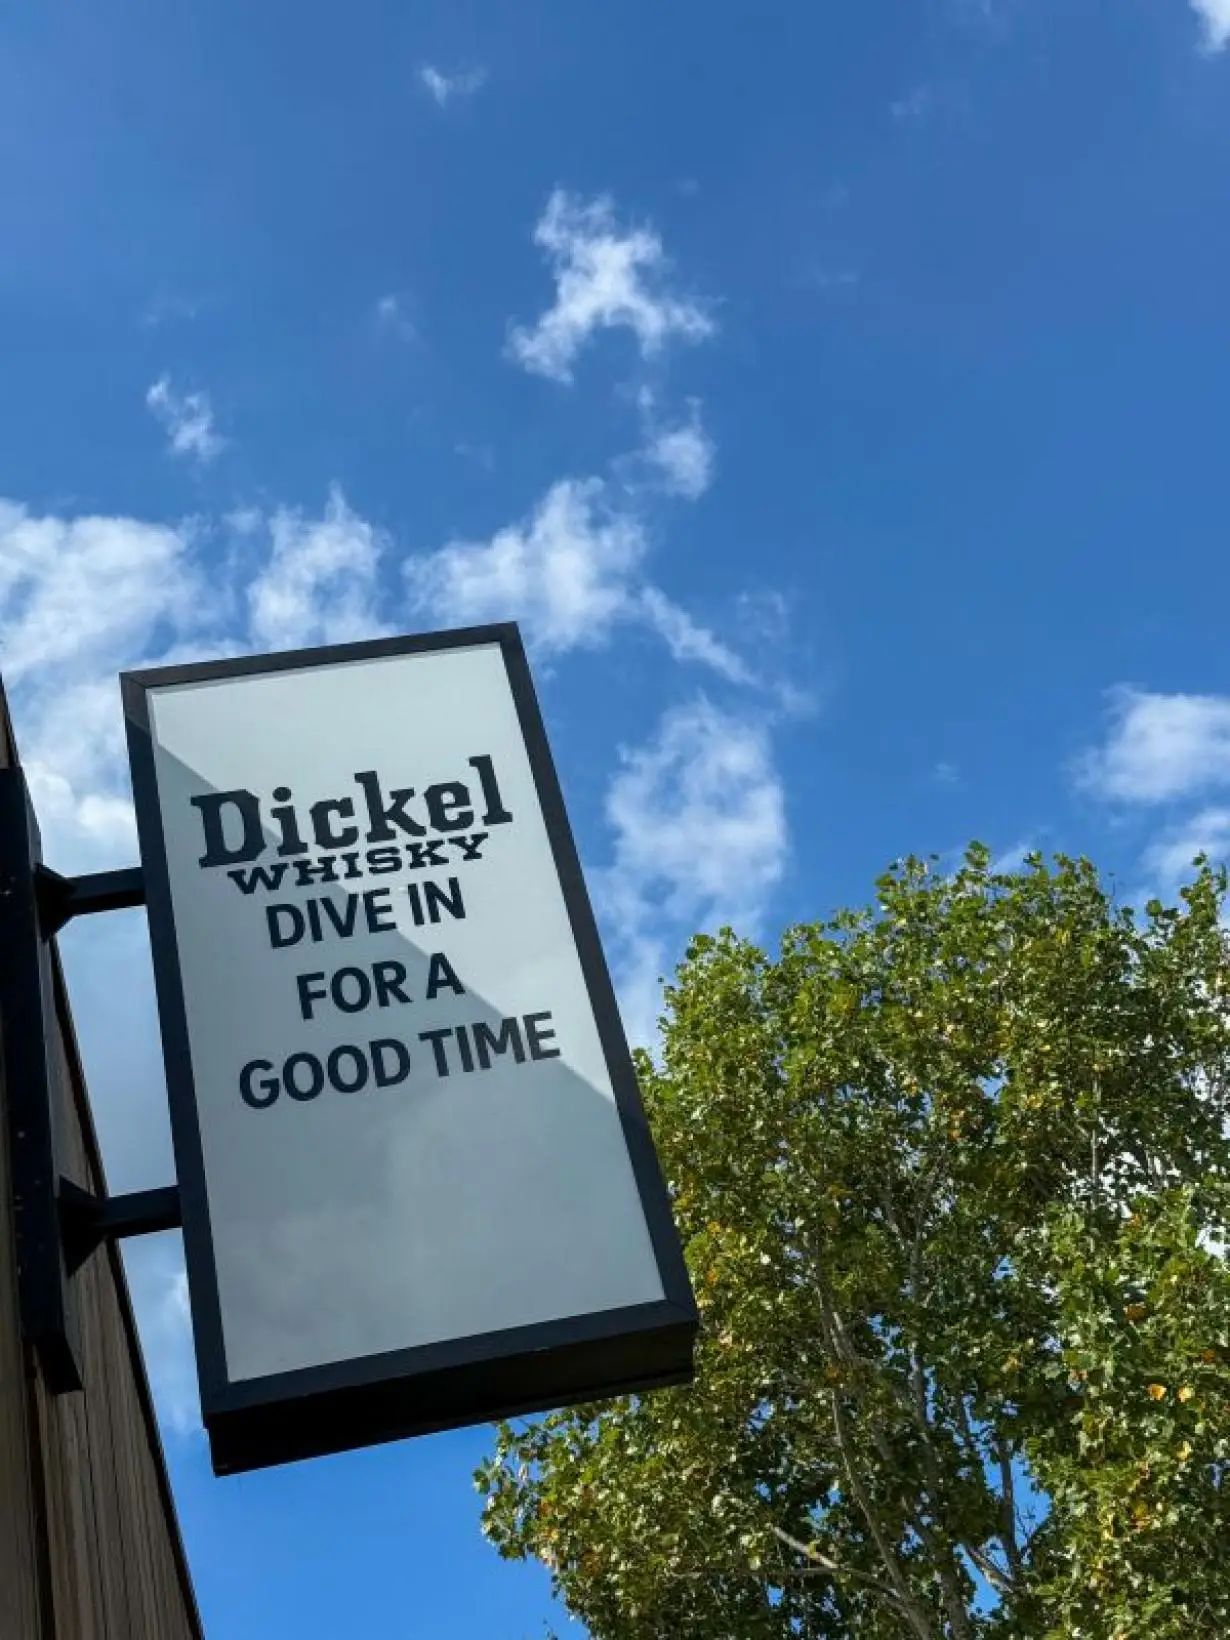 Dickel
WHISKY
DIVE IN
FOR A
GOOD TIME